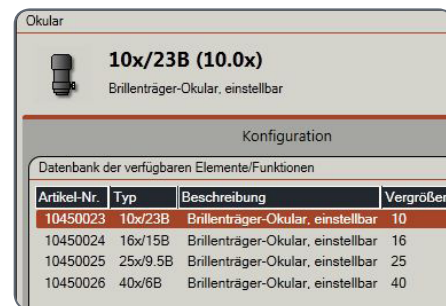 Okular
10x/23B (10.0x)
Brillenträger-Okular, einstellbar
Konfiguration
Datenbank der verfügbaren Elemente/Funktionen
Artikel-Nr. Typ Beschreibung Vergrößer
10450023 10x/23B Brillenträger-Okular, einstellbar 10
10450024 16x/15B Brillenträger-Okular, einstellbar 16
10450025 25x/9.5B Brillenträger-Okular, einstellbar 25
10450026 40x/6B Brillenträger-Okular, einstellbar 40